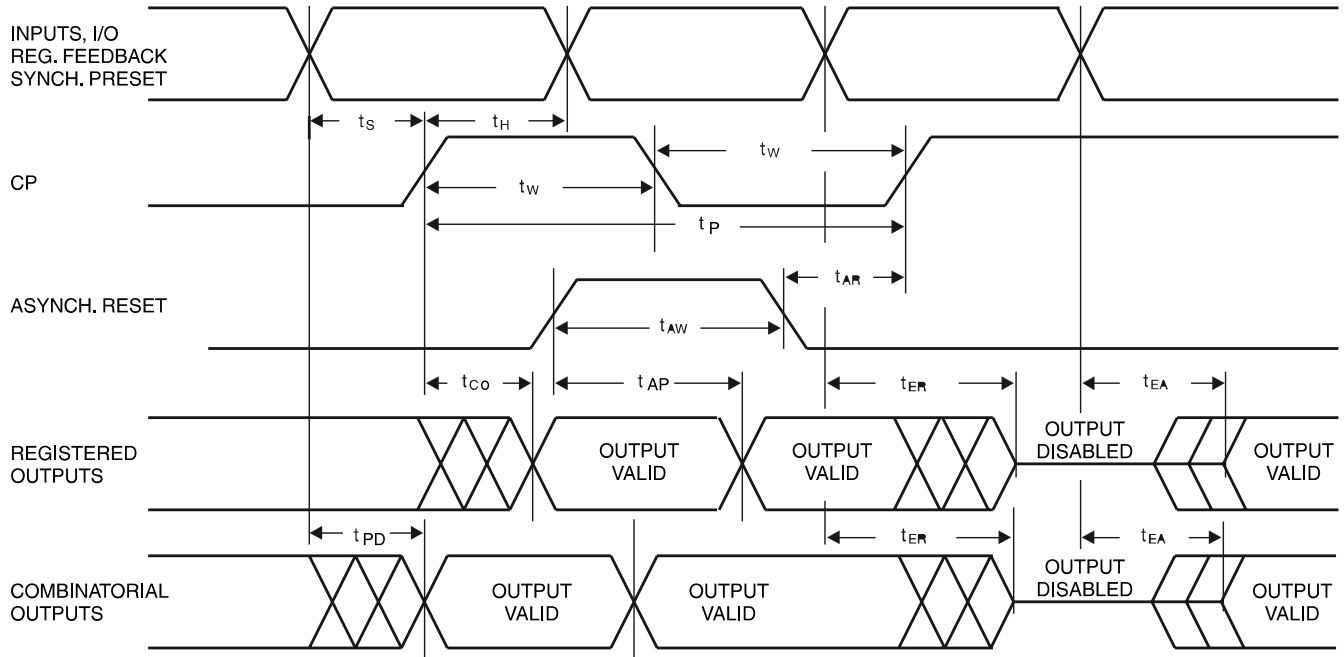 INPUTS, I/O
REG. FEEDBACK
SYNCH. PRESET
tS
tH
CP
tW
tW
tP
ASYNCH. RESET
tAR
tAW
tCO
tAP
tER
tEA
REGISTERED
OUTPUTS
OUTPUT
VALID
OUTPUT
VALID
OUTPUT
DISABLED
OUTPUT
VALID
tPD
tER
tEA
COMBINATORIAL
OUTPUTS
OUTPUT
VALID
OUTPUT
VALID
OUTPUT
DISABLED
OUTPUT
VALID